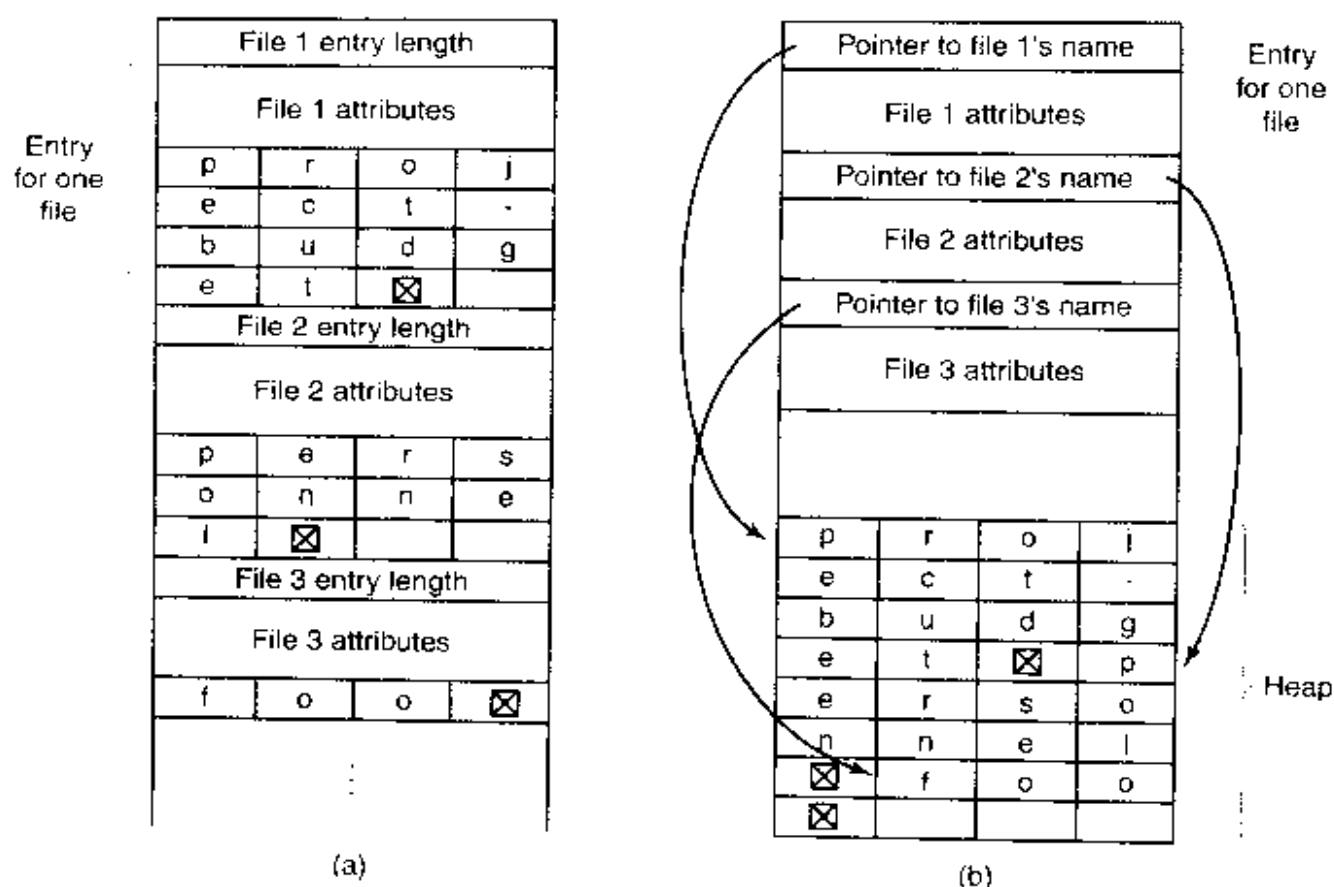 File 1 entry length
File 1 attributes
Entry
for one
file
p r o j
e c t -
b u d g
e t ☒
File 2 entry length
File 2 attributes
p e r s
o n n e
l ☒
File 3 entry length
File 3 attributes
f o o ☒
⋮
(a)
Pointer to file 1's name
Entry
for one
file
File 1 attributes
Pointer to file 2's name
File 2 attributes
Pointer to file 3's name
File 3 attributes
p r o j
e c t -
b u d g
e t ☒ p
e r s o
n n e l
☒ f o o
☒
Heap
(b)